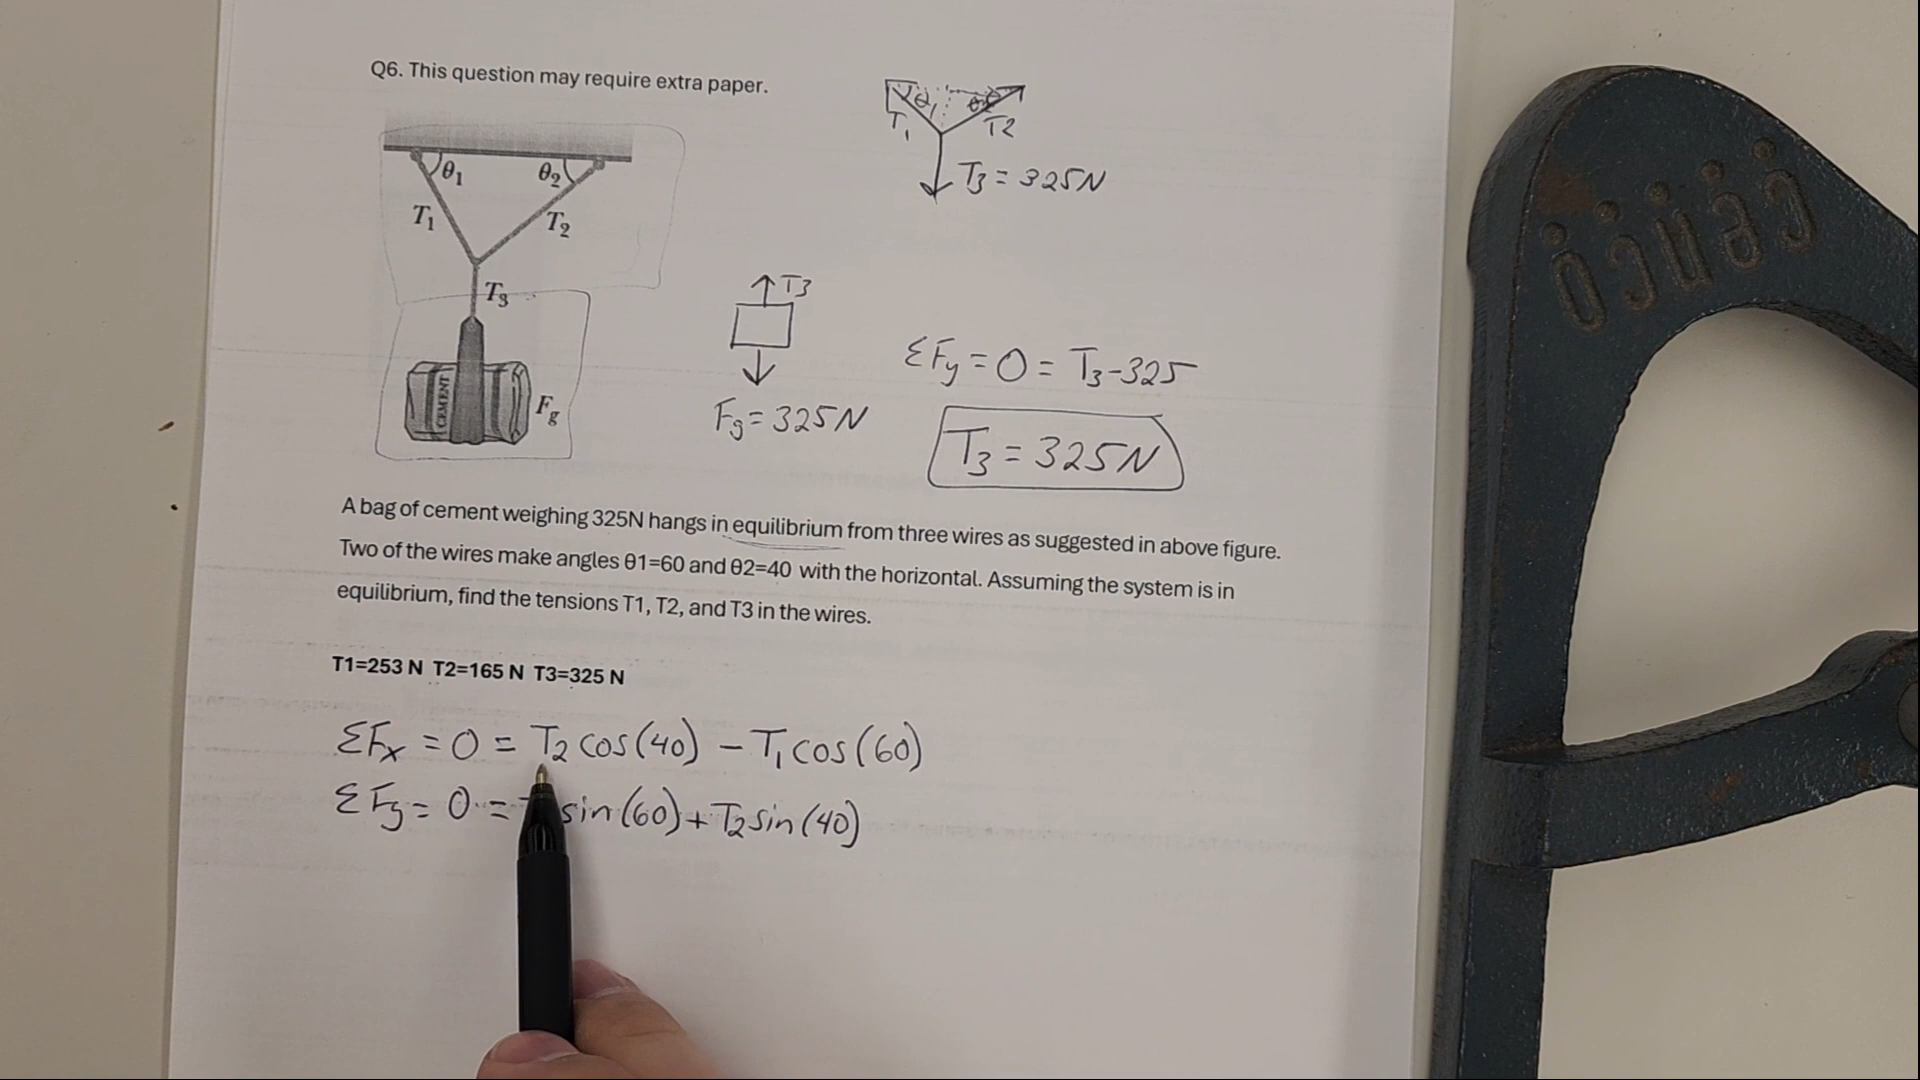 Q6. This question may require extra paper.
θ1 θ2
T1 T2
θ1 θ2
T1 T2
T3 = 325N
T3
T3
CEMENT
Fg
Fg = 325N
ΣFy = 0 = T3-325
T3 = 325N
A bag of cement weighing 325N hangs in equilibrium from three wires as suggested in above figure.
Two of the wires make angles θ1=60 and θ2=40 with the horizontal. Assuming the system is in
equilibrium, find the tensions T1, T2, and T3 in the wires.
T1=253 N T2=165 N T3=325 N
ΣFx = 0 = T2 cos(40) - T1 cos(60)
ΣFy = 0 = sin(60) + T2 sin(40)